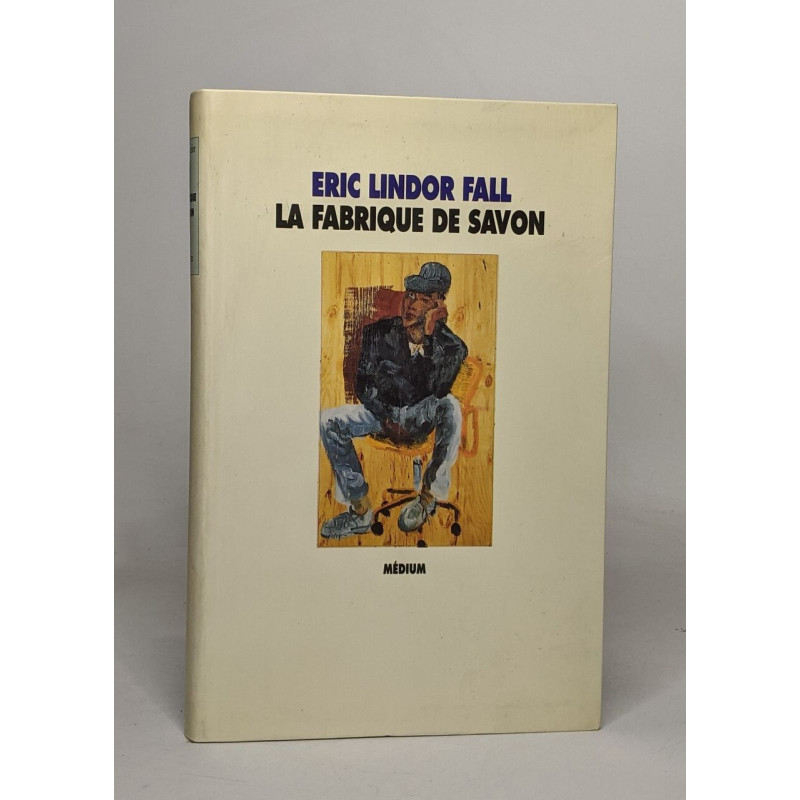 ERIC LINDOR FALL
LA FABRIQUE DE SAVON
MÉDIUM